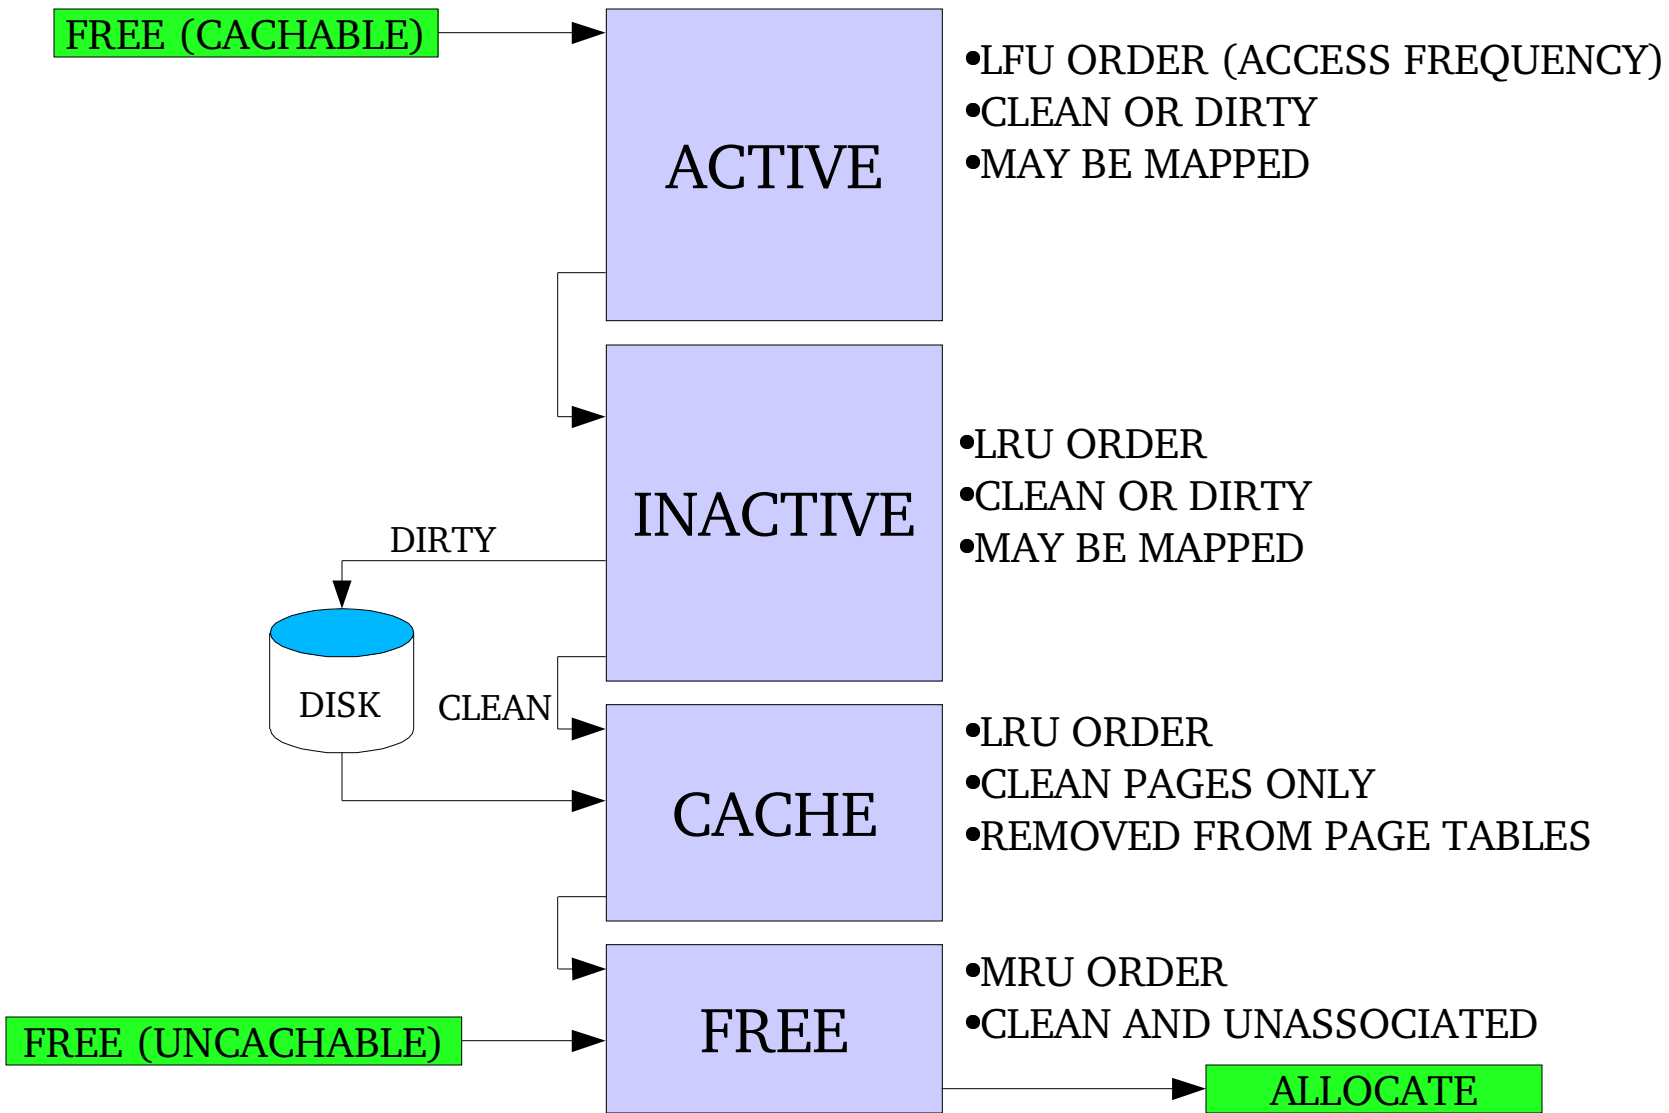 FREE (CACHABLE)
ACTIVE
•LFU ORDER (ACCESS FREQUENCY)
•CLEAN OR DIRTY
•MAY BE MAPPED
INACTIVE
•LRU ORDER
•CLEAN OR DIRTY
•MAY BE MAPPED
DIRTY
DISK
CLEAN
CACHE
•LRU ORDER
•CLEAN PAGES ONLY
•REMOVED FROM PAGE TABLES
FREE
•MRU ORDER
•CLEAN AND UNASSOCIATED
FREE (UNCACHABLE)
ALLOCATE